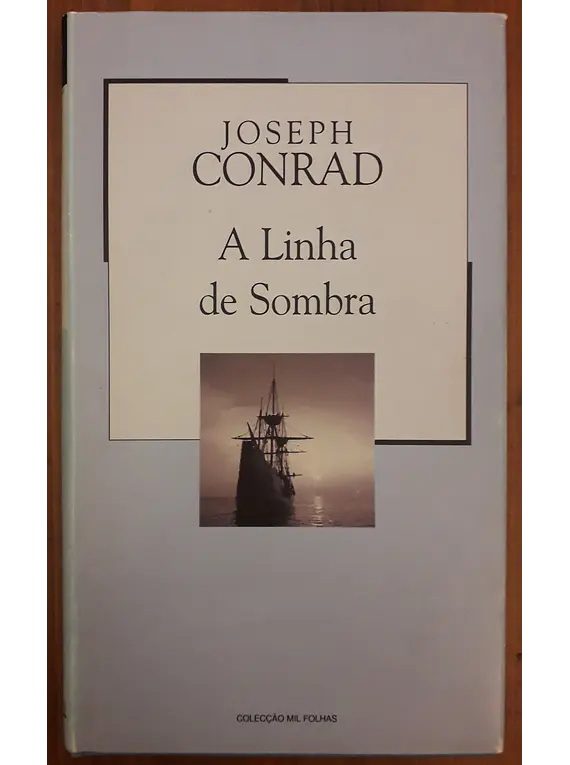 JOSEPH
CONRAD
A Linha
de Sombra
COLECÇÃO MIL FOLHAS